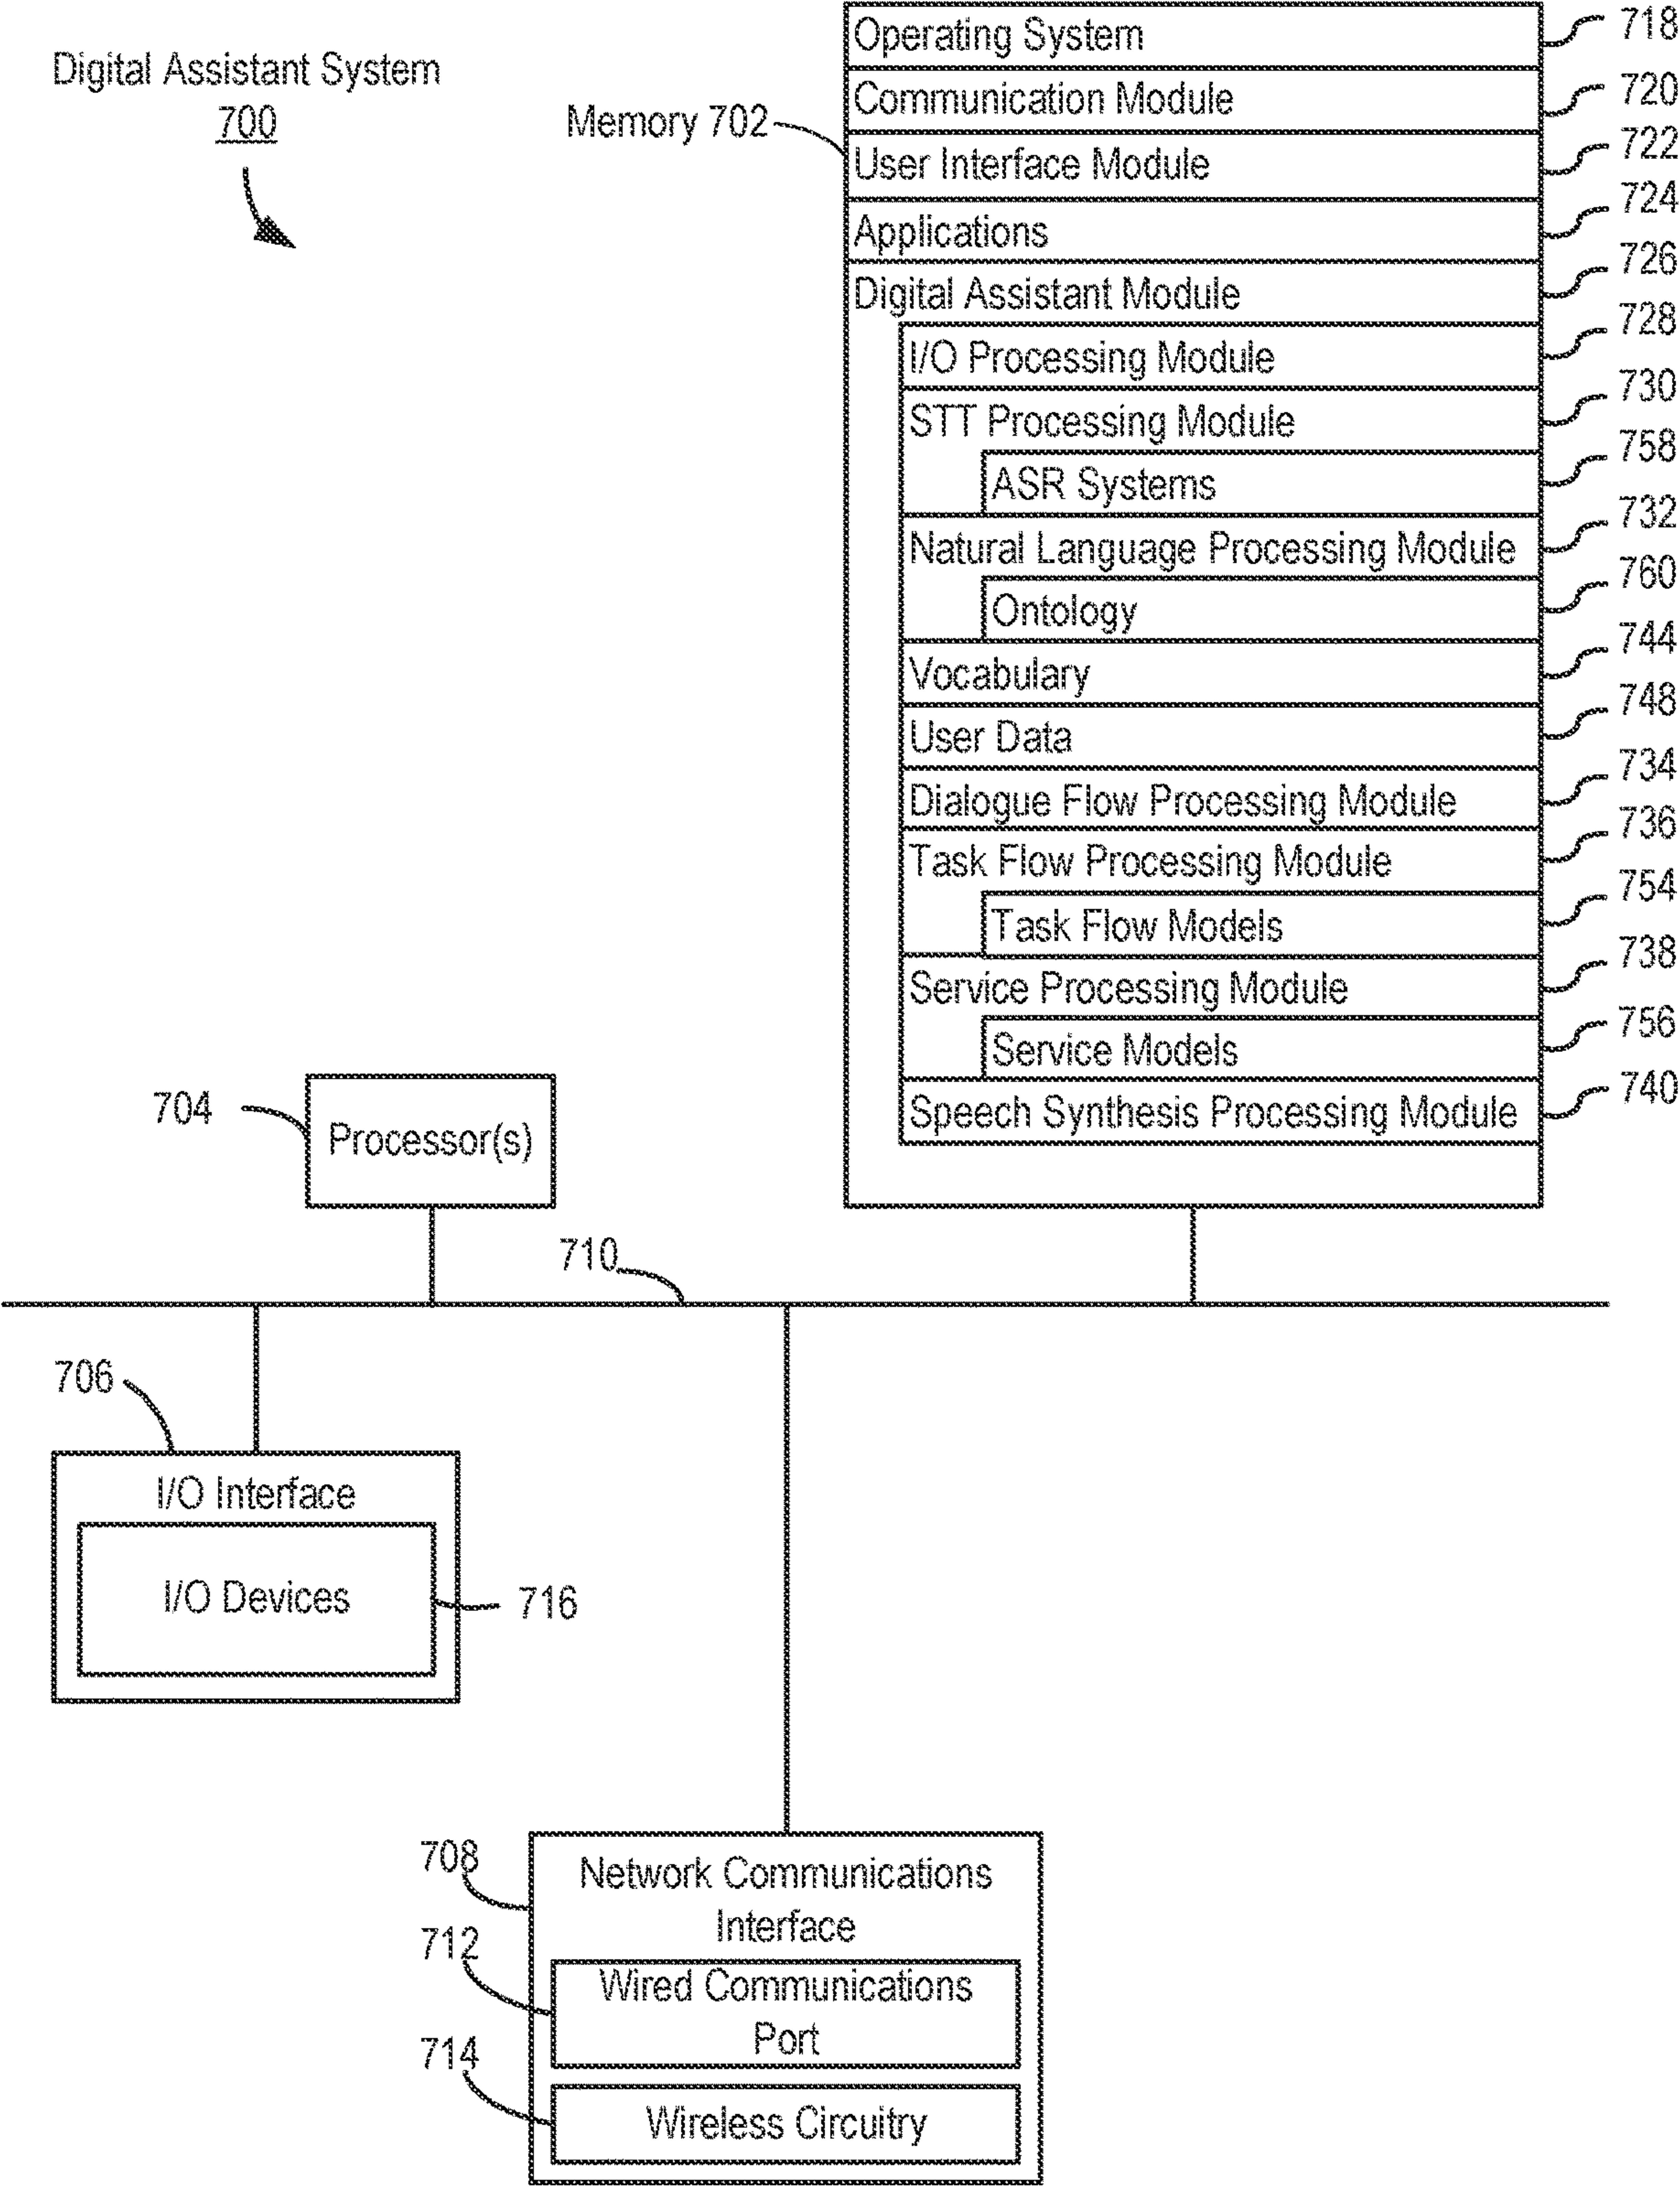 Digital Assistant System
700
Memory 702
Operating System
718
Communication Module
720
User Interface Module
722
Applications
724
Digital Assistant Module
726
I/O Processing Module
728
STT Processing Module
730
ASR Systems
758
Natural Language Processing Module
732
Ontology
760
Vocabulary
744
User Data
748
Dialogue Flow Processing Module
734
Task Flow Processing Module
736
Task Flow Models
754
Service Processing Module
738
Service Models
756
Speech Synthesis Processing Module
740
704
Processor(s)
710
706
I/O Interface
I/O Devices
716
708
Network Communications
Interface
712
Wired Communications
Port
714
Wireless Circuitry